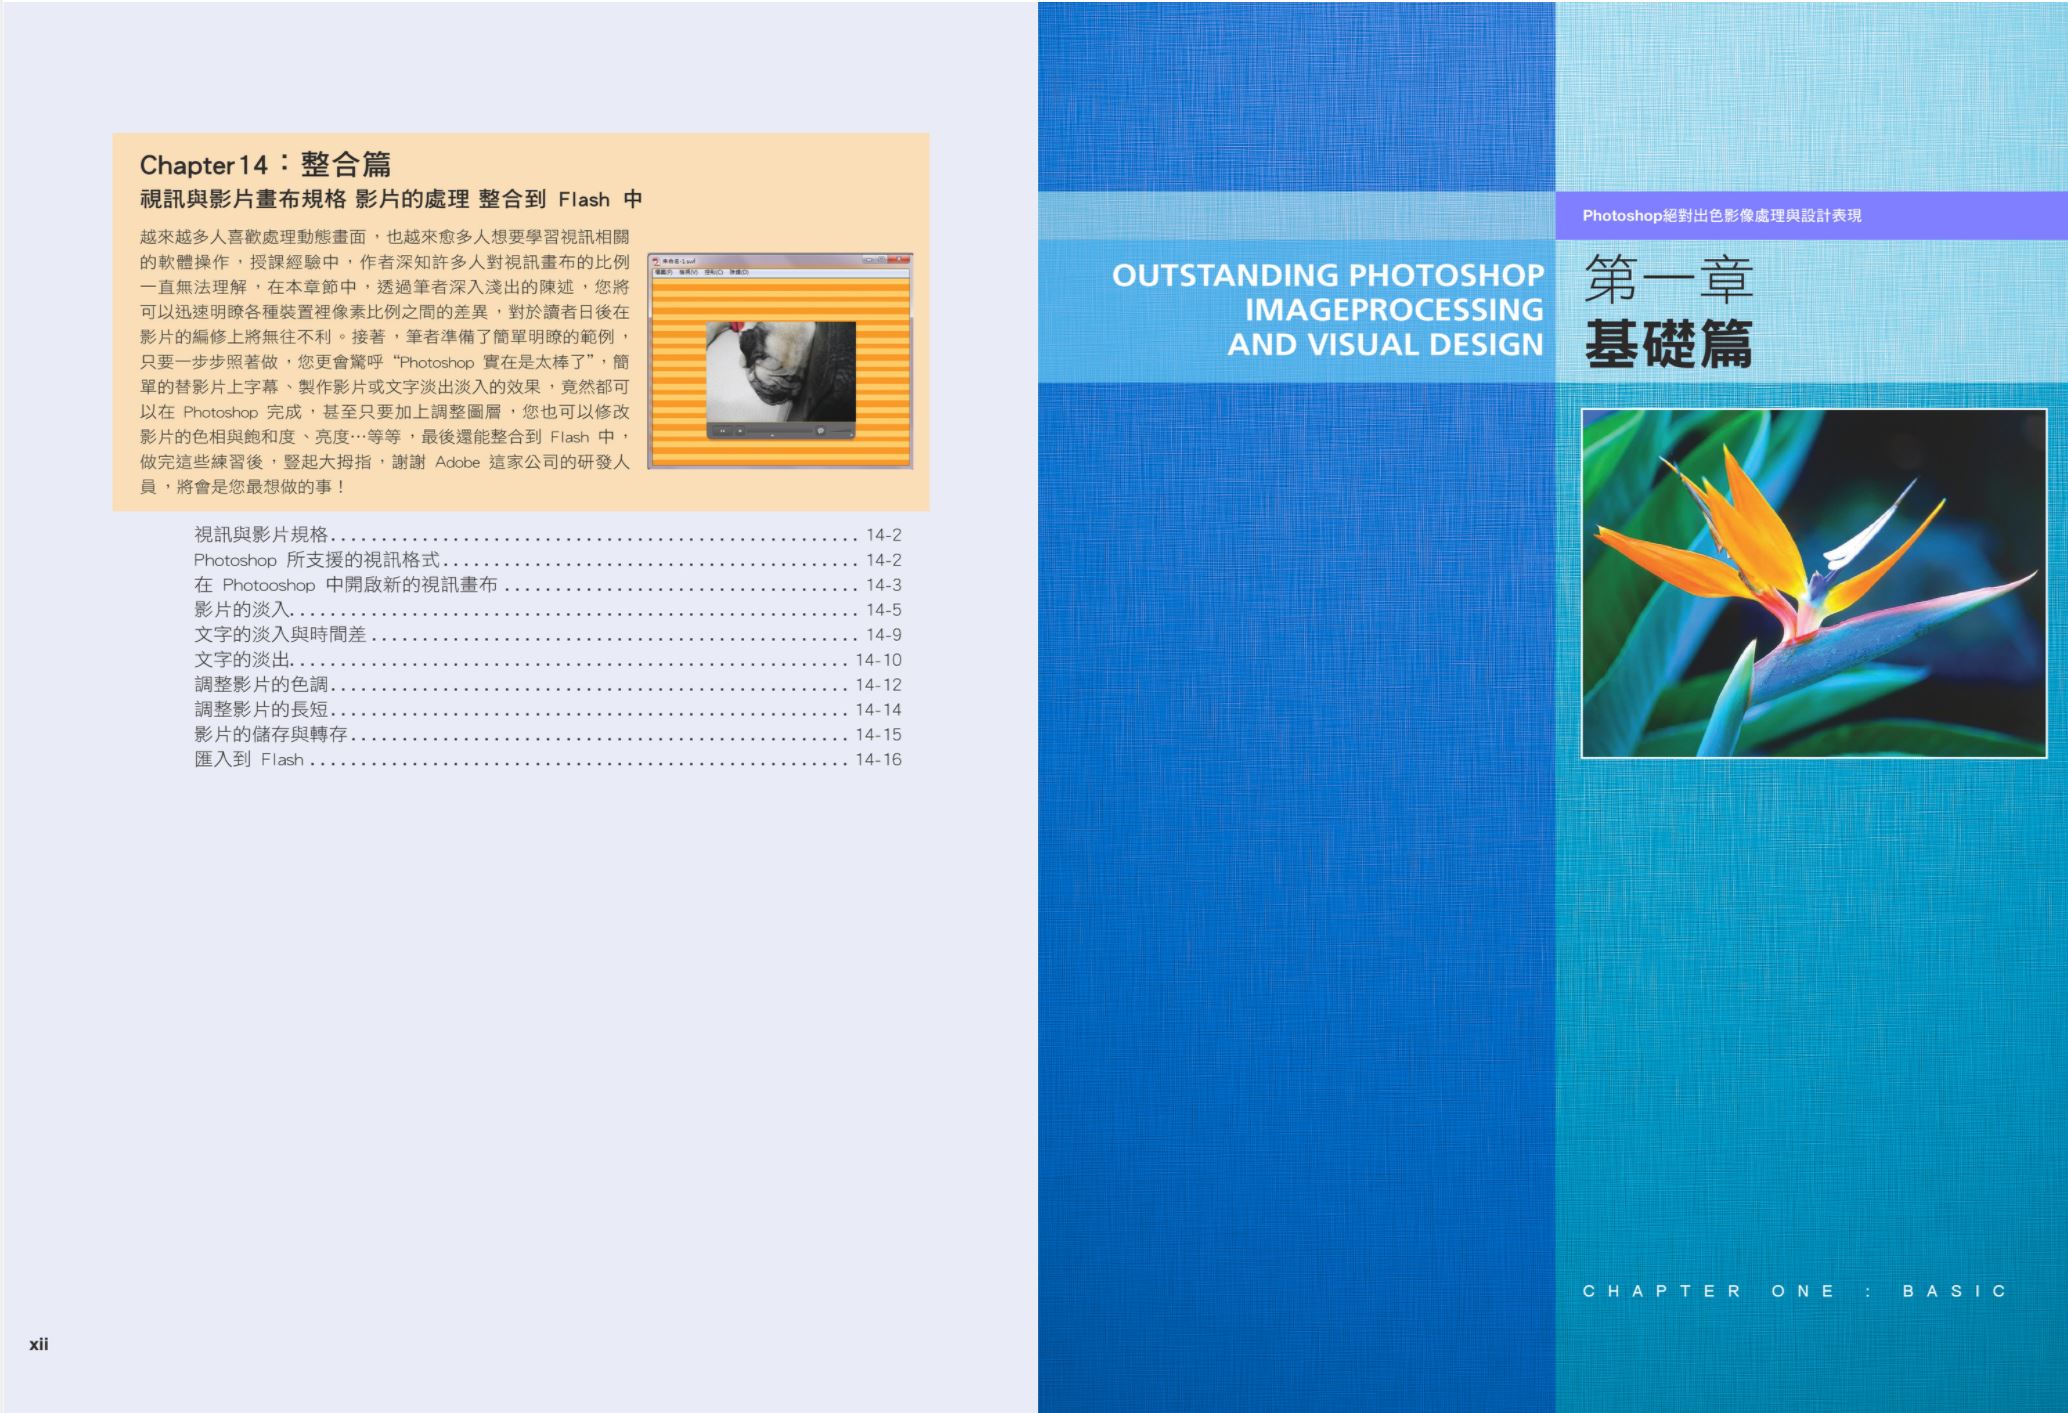 Chapter14：整合篇
視訊與影片畫布規格 影片的處理 整合到 Flash 中
越來越多人喜歡處理動態畫面，也越來愈多人想要學習視訊相關
的軟體操作，授課經驗中，作者深知許多人對視訊畫布的比例
一直無法理解，在本章節中，透過筆者深入淺出的陳述，您將
可以迅速明瞭各種裝置裡像素比例之間的差異，對於讀者日後在
影片的編修上將無往不利。接著，筆者準備了簡單明瞭的範例，
只要一步步照著做，您更會驚呼“Photoshop 實在是太棒了”，簡
單的替影片上字幕、製作影片或文字淡出淡入的效果，竟然都可
以在 Photoshop 完成，甚至只要加上調整圖層，您也可以修改
影片的色相與飽和度、亮度…等等，最後還能整合到 Flash 中，
做完這些練習後，豎起大拇指，謝謝 Adobe 這家公司的研發人
員，將會是您最想做的事！
未命名-1.swf
檔案(F) 檢視(V) 控制(C) 除錯(D)
視訊與影片規格 14-2
Photoshop 所支援的視訊格式 14-2
在 Photooshop 中開啟新的視訊畫布 14-3
影片的淡入 14-5
文字的淡入與時間差 14-9
文字的淡出 14-10
調整影片的色調 14-12
調整影片的長短 14-14
影片的儲存與轉存 14-15
匯入到 Flash 14-16
xii
Photoshop絕對出色影像處理與設計表現
OUTSTANDING PHOTOSHOP
IMAGEPROCESSING
AND VISUAL DESIGN
第一章
基礎篇
CHAPTER ONE : BASIC